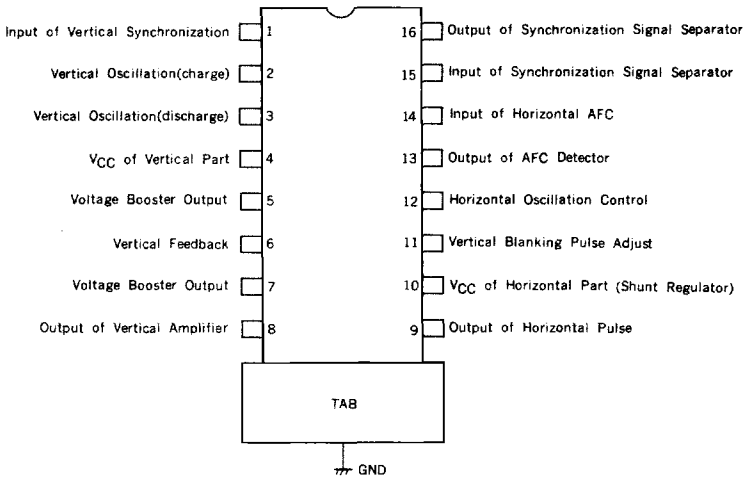 Input of Vertical Synchronization 1
16 Output of Synchronization Signal Separator
Vertical Oscillation(charge) 2
15 Input of Synchronization Signal Separator
Vertical Oscillation(discharge) 3
14 Input of Horizontal AFC
VCC of Vertical Part 4
13 Output of AFC Detector
Voltage Booster Output 5
12 Horizontal Oscillation Control
Vertical Feedback 6
11 Vertical Blanking Pulse Adjust
Voltage Booster Output 7
10 VCC of Horizontal Part (Shunt Regulator)
Output of Vertical Amplifier 8
9 Output of Horizontal Pulse
TAB
GND